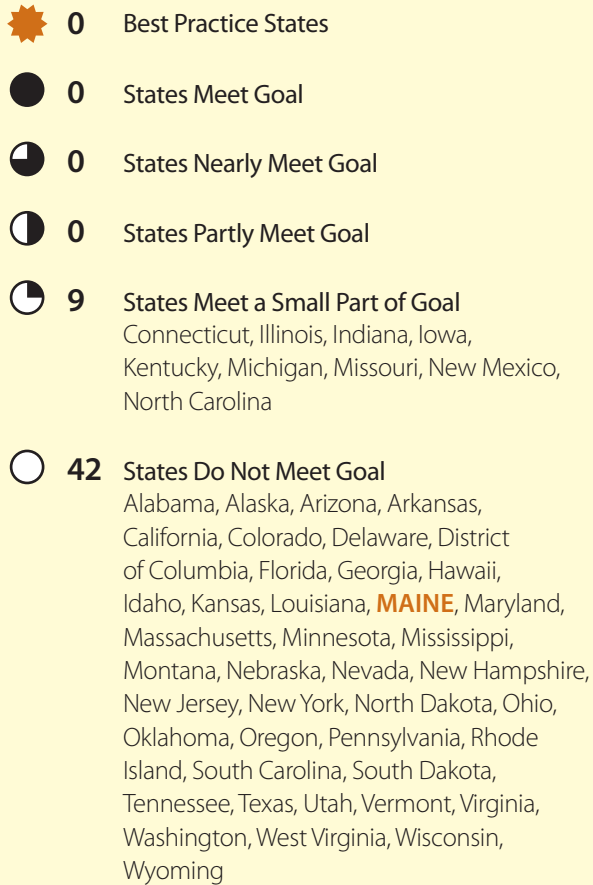 0 Best Practice States
0 States Meet Goal
0 States Nearly Meet Goal
0 States Partly Meet Goal
9 States Meet a Small Part of Goal
Connecticut, Illinois, Indiana, Iowa,
Kentucky, Michigan, Missouri, New Mexico,
North Carolina
42 States Do Not Meet Goal
Alabama, Alaska, Arizona, Arkansas,
California, Colorado, Delaware, District
of Columbia, Florida, Georgia, Hawaii,
Idaho, Kansas, Louisiana, MAINE, Maryland,
Massachusetts, Minnesota, Mississippi,
Montana, Nebraska, Nevada, New Hampshire,
New Jersey, New York, North Dakota, Ohio,
Oklahoma, Oregon, Pennsylvania, Rhode
Island, South Carolina, South Dakota,
Tennessee, Texas, Utah, Vermont, Virginia,
Washington, West Virginia, Wisconsin,
Wyoming